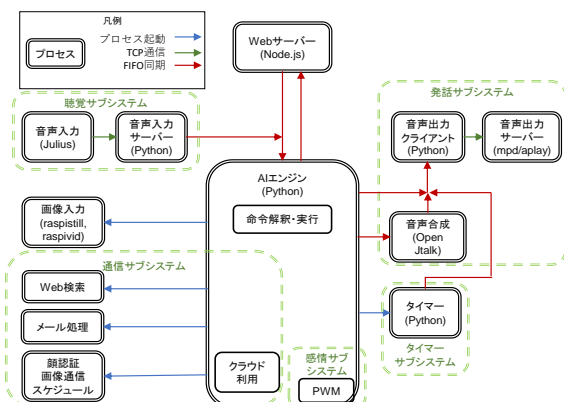 凡例
プロセス
プロセス起動
TCP通信
FIFO同期
Webサーバー
(Node.js)
聴覚サブシステム
音声入力
(Julius)
音声入力
サーバー
(Python)
発話サブシステム
音声出力
クライアント
(Python)
音声出力
サーバー
(mpd/aplay)
AIエンジン
(Python)
命令解釈・実行
画像入力
(raspistill,
raspivid)
音声合成
(Open
Jtalk)
通信サブシステム
Web検索
メール処理
顔認証
画像通信
スケジュール
クラウド
利用
感情サブ
システム
PWM
タイマー
(Python)
タイマー
サブシステム